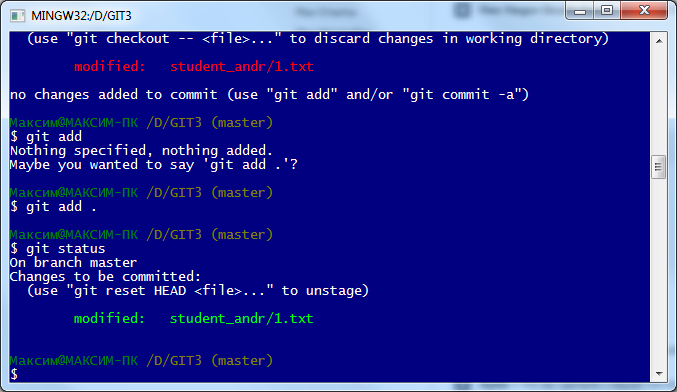 MINGW32:/D/GIT3
(use "git checkout -- <file>..." to discard changes in working directory)
modified:   student_andr/1.txt
no changes added to commit (use "git add" and/or "git commit -a")
Максим@МАКСИМ-ПК /D/GIT3 (master)
$ git add
Nothing specified, nothing added.
Maybe you wanted to say 'git add .'?
Максим@МАКСИМ-ПК /D/GIT3 (master)
$ git add .
Максим@МАКСИМ-ПК /D/GIT3 (master)
$ git status
On branch master
Changes to be committed:
(use "git reset HEAD <file>..." to unstage)
modified:   student_andr/1.txt
Максим@МАКСИМ-ПК /D/GIT3 (master)
$